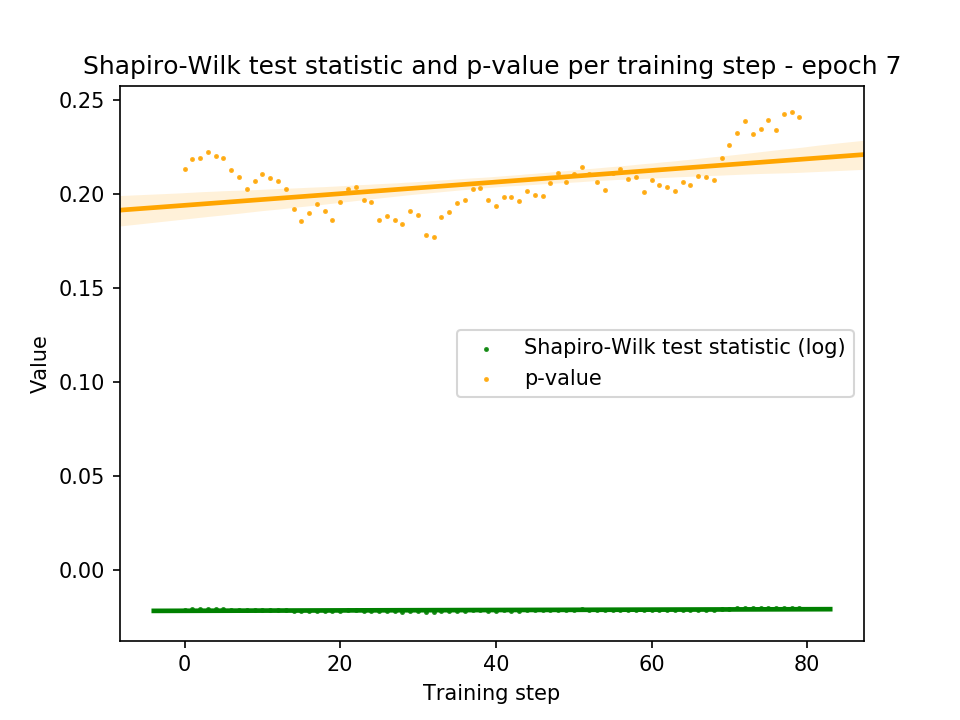 Shapiro-Wilk test statistic and p-value per training step - epoch 7
0.25
0.20
0.15
0.10
0.05
0.00
Value
Shapiro-Wilk test statistic (log)
p-value
0 20 40 60 80
Training step